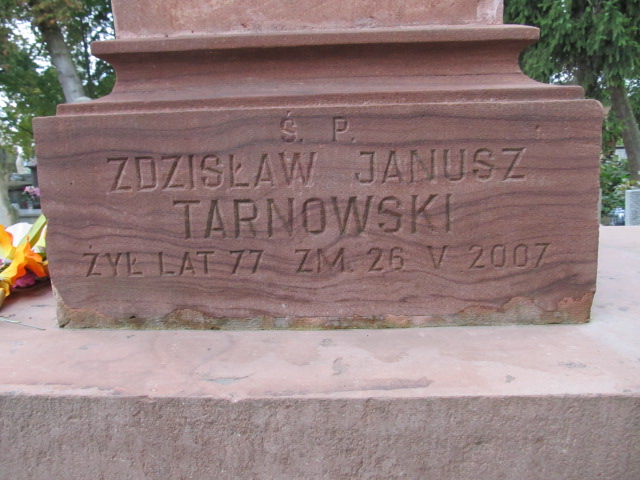 Ś. P.
ZDZISŁAW JANUSZ
TARNOWSKI
ŻYŁ LAT 77 ZM. 26 V 2007